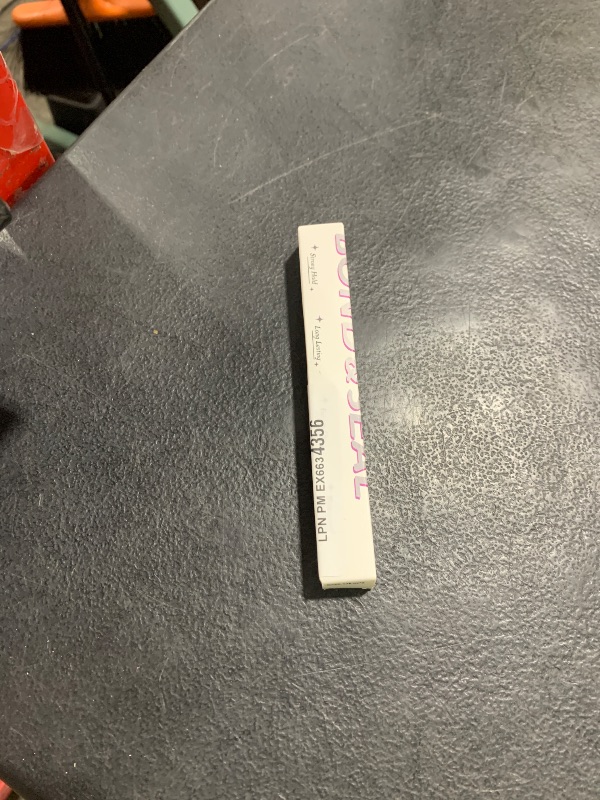 BOND & SEAL
Strong Hold
Long Lasting
LPN PM EX6634356